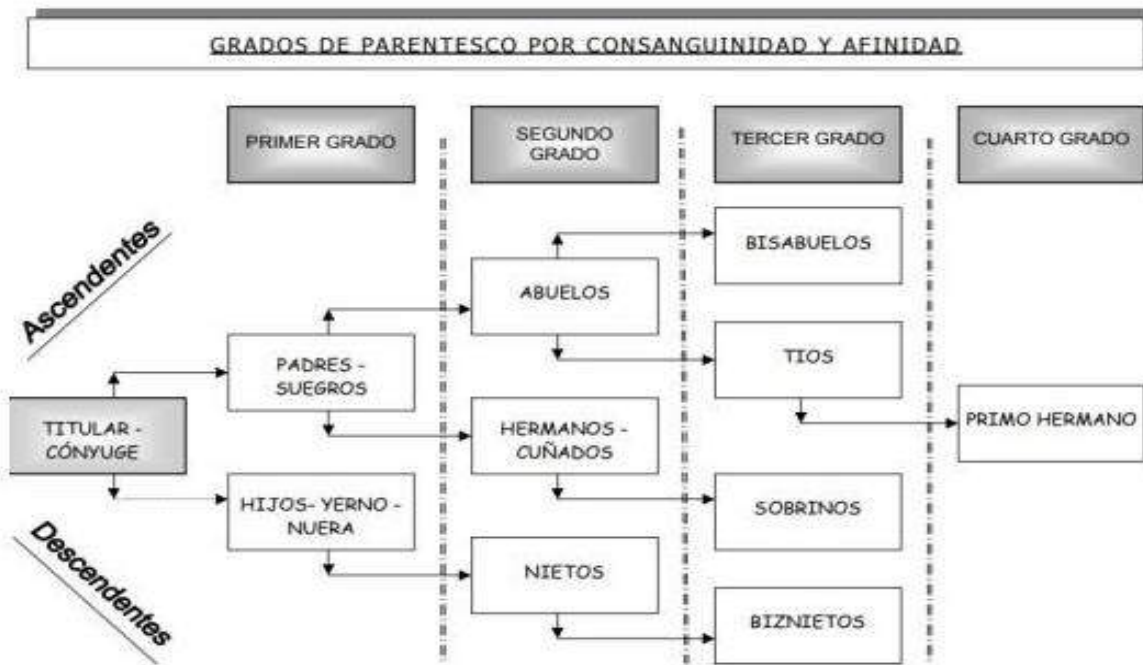 GRADOS DE PARENTESCO POR CONSANGUINIDAD Y AFINIDAD
PRIMER GRADO
SEGUNDO
GRADO
TERCER GRADO
CUARTO GRADO
Ascendentes
BISABUELOS
ABUELOS
PADRES -
SUEGROS
TIOS
TITULAR -
CÓNYUGE
HERMANOS -
CUÑADOS
PRIMO HERMANO
HIJOS- YERNO -
NUERA
SOBRINOS
Descendentes
NIETOS
BIZNIETOS